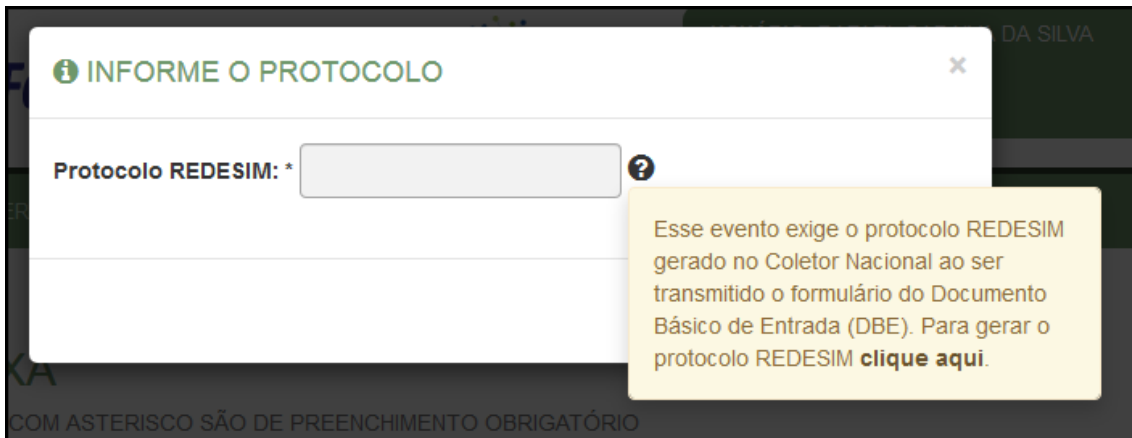 DA SILVA
INFORME O PROTOCOLO
×
Protocolo REDESIM: *
Esse evento exige o protocolo REDESIM
gerado no Coletor Nacional ao ser
transmitido o formulário do Documento
Básico de Entrada (DBE). Para gerar o
protocolo REDESIM clique aqui.
XA
COM ASTERISCO SÃO DE PREENCHIMENTO OBRIGATÓRIO